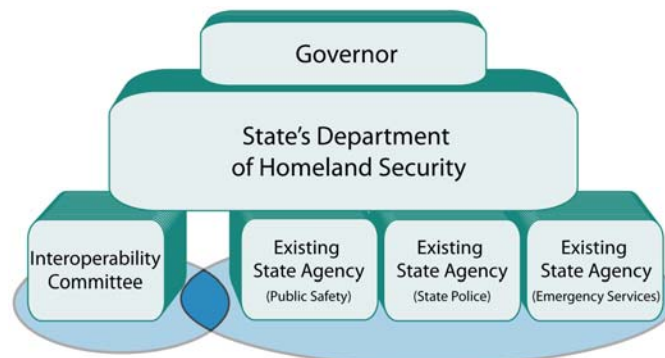 Governor
State's Department
of Homeland Security
Interoperability
Committee
Existing
State Agency
(Public Safety)
Existing
State Agency
(State Police)
Existing
State Agency
(Emergency Services)